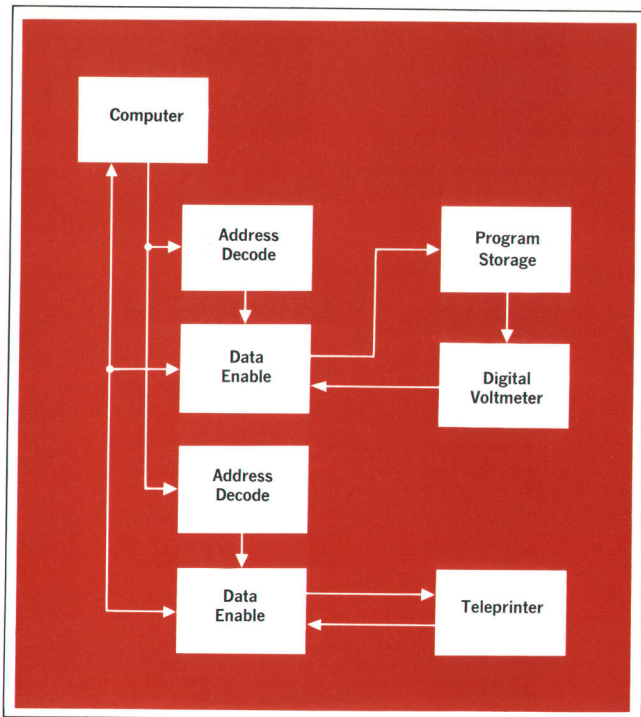 Computer
Address
Decode
Program
Storage
Data
Enable
Digital
Voltmeter
Address
Decode
Data
Enable
Teleprinter